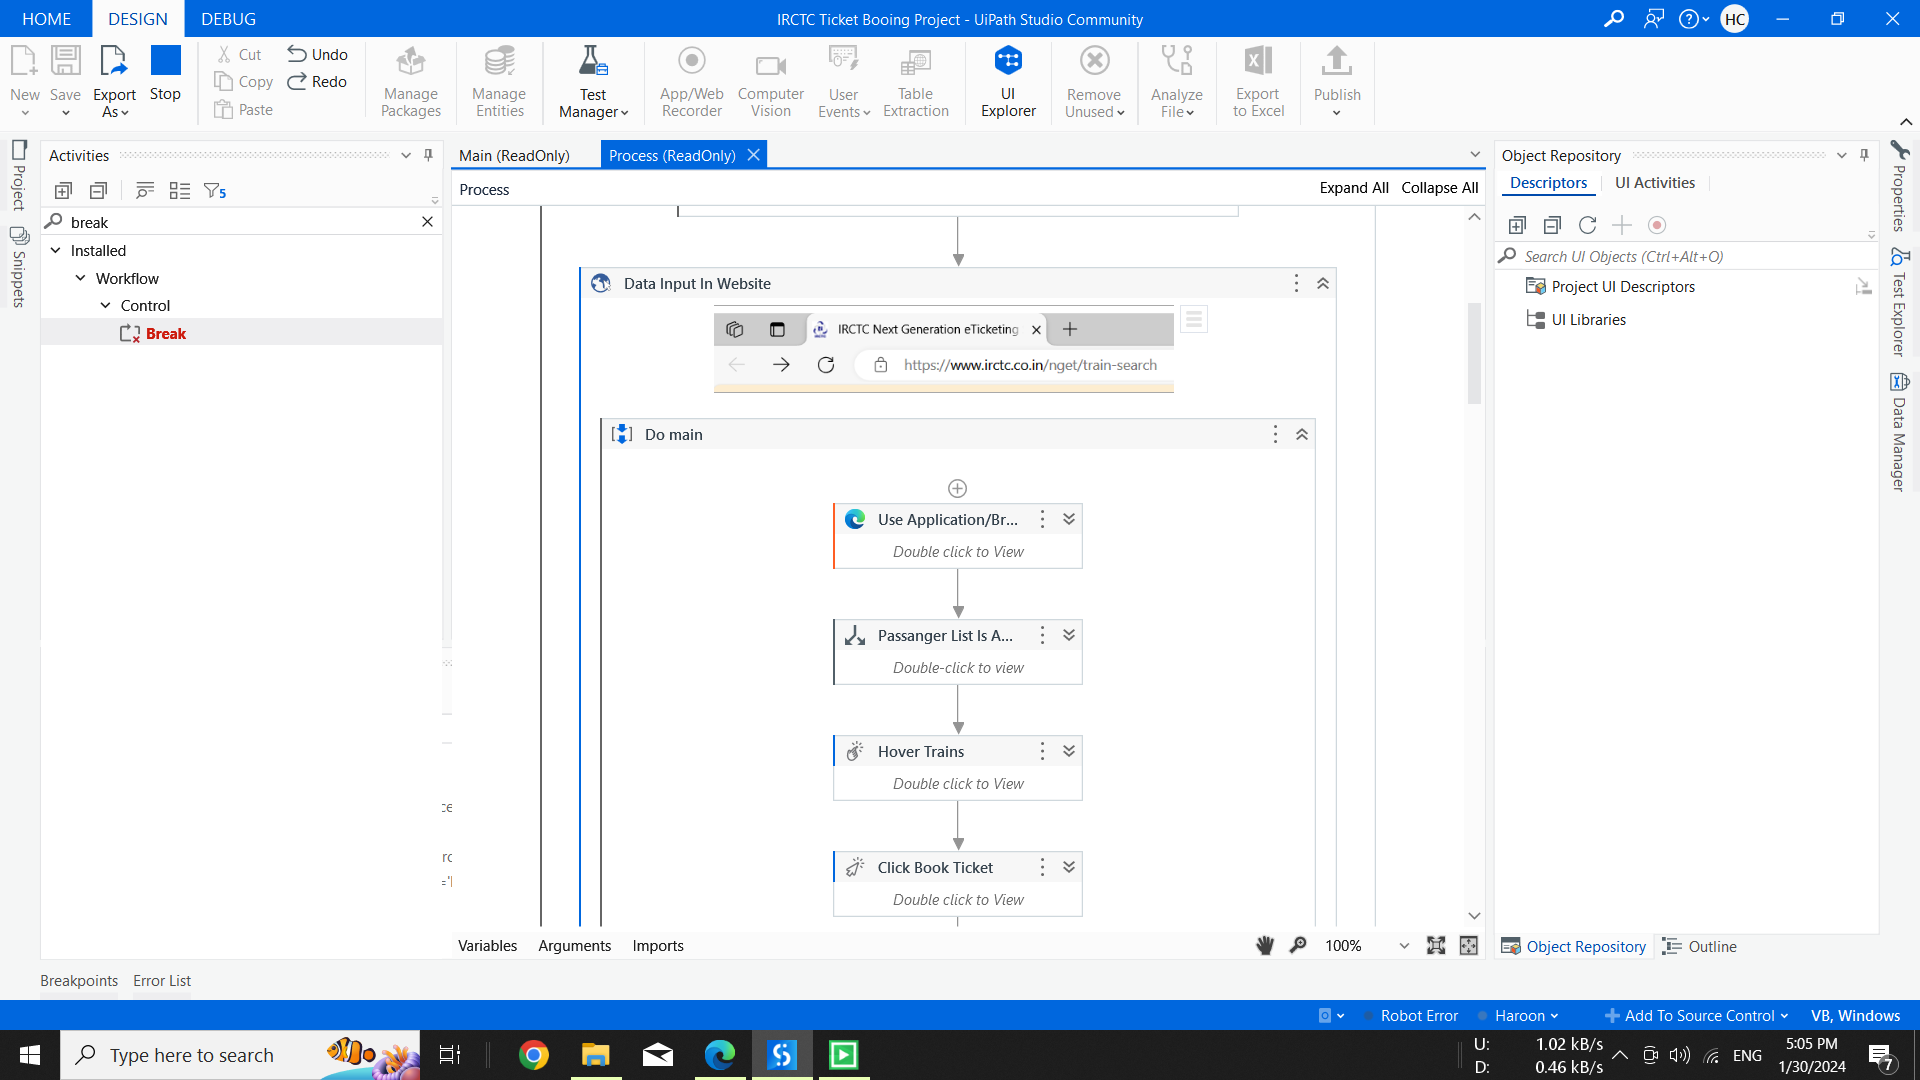 HOME DESIGN DEBUG
IRCTC Ticket Booing Project - UiPath Studio Community
HC
New
Save
Export As
Stop
Cut
Copy
Paste
Undo
Redo
Manage Packages
Manage Entities
Test Manager
App/Web Recorder
Computer Vision
User Events
Table Extraction
UI Explorer
Remove Unused
Analyze File
Export to Excel
Publish
Project
Snippets
Activities
5
break
Installed
Workflow
Control
Break
Main (ReadOnly)
Process (ReadOnly)
Process
Expand All Collapse All
Data Input In Website
IRCTC Next Generation eTicketing
https://www.irctc.co.in/nget/train-search
Do main
Use Application/Br...
Double click to View
Passanger List Is A...
Double-click to view
Hover Trains
Double click to View
Click Book Ticket
Double click to View
Variables Arguments Imports
100%
Object Repository
Descriptors UI Activities
Search UI Objects (Ctrl+Alt+O)
Project UI Descriptors
UI Libraries
Object Repository Outline
Properties
Test Explorer
Data Manager
Breakpoints Error List
Robot Error Haroon Add To Source Control VB, Windows
Type here to search
U: 1.02 kB/s
D: 0.46 kB/s
ENG
5:05 PM
1/30/2024
7